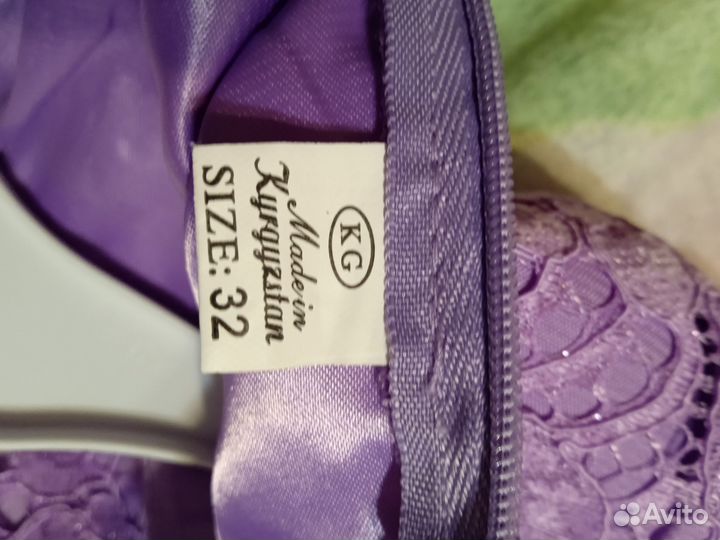 KG
Made in
Kyrgyzstan
SIZE: 32
Avito